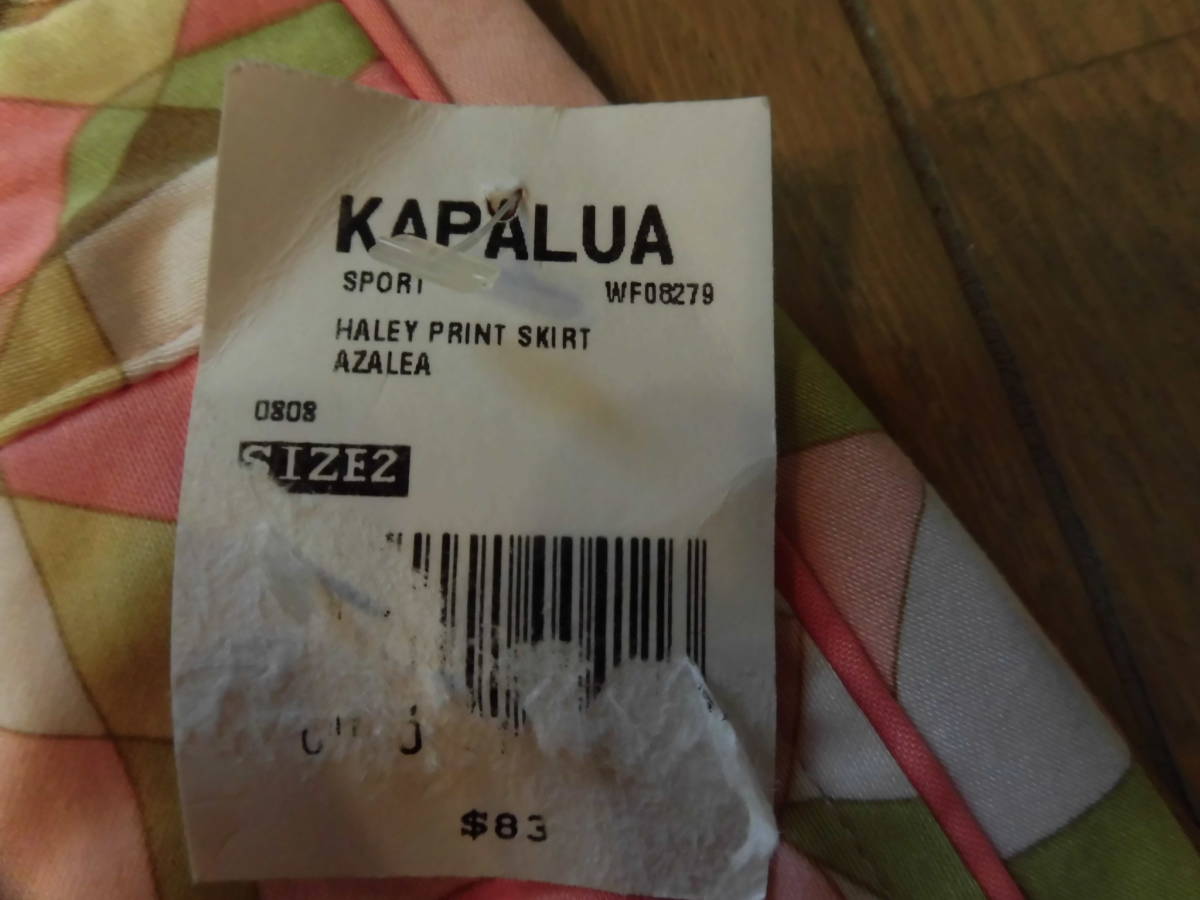 KAPALUA
SPORT WF08279
HALEY PRINT SKIRT
AZALEA
0808
SIZE2
$83